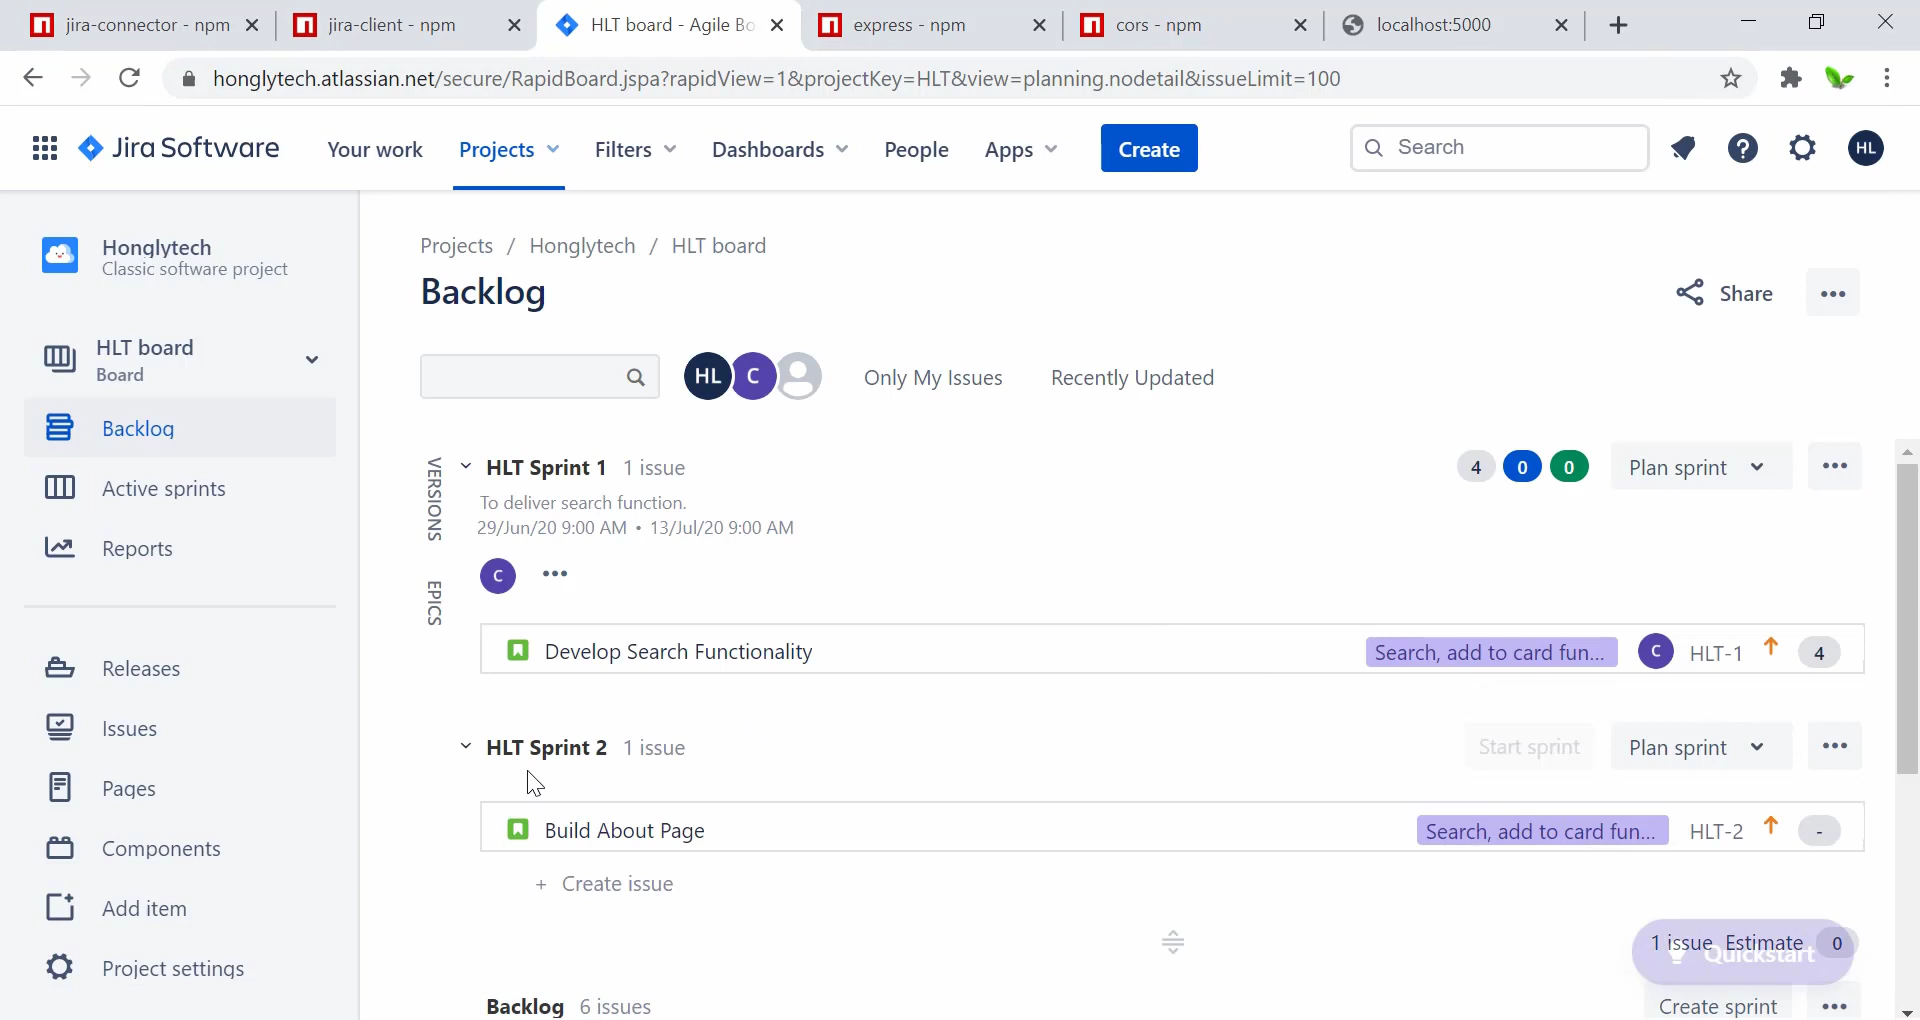 jira-connector - npm
jira-client - npm
HLT board - Agile Bo
express - npm
cors - npm
localhost:5000
honglytech.atlassian.net/secure/RapidBoard.jspa?rapidView=1&projectKey=HLT&view=planning.nodetail&issueLimit=100
Jira Software
Your work
Projects
Filters
Dashboards
People
Apps
Create
Search
HL
Honglytech
Classic software project
HLT board
Board
Backlog
Active sprints
Reports
Releases
Issues
Pages
Components
Add item
Project settings
Projects / Honglytech / HLT board
Backlog
Share
HL C
Only My Issues
Recently Updated
VERSIONS
EPICS
HLT Sprint 1 1 issue
4 0 0
Plan sprint
To deliver search function.
29/Jun/20 9:00 AM • 13/Jul/20 9:00 AM
C
Develop Search Functionality
Search, add to card fun...
C
HLT-1
4
HLT Sprint 2 1 issue
Start sprint
Plan sprint
Build About Page
Search, add to card fun...
HLT-2
-
+ Create issue
1 issue Estimate 0
Quickstart
Backlog 6 issues
Create sprint